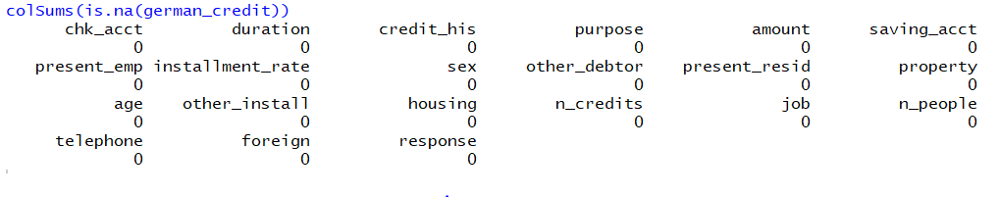 colSums(is.na(german_credit))
chk_acct duration credit_his purpose amount saving_acct
0 0 0 0 0 0
present_emp installment_rate sex other_debtor present_resid property
0 0 0 0 0 0
age other_install housing n_credits job n_people
0 0 0 0 0 0
telephone foreign response
0 0 0